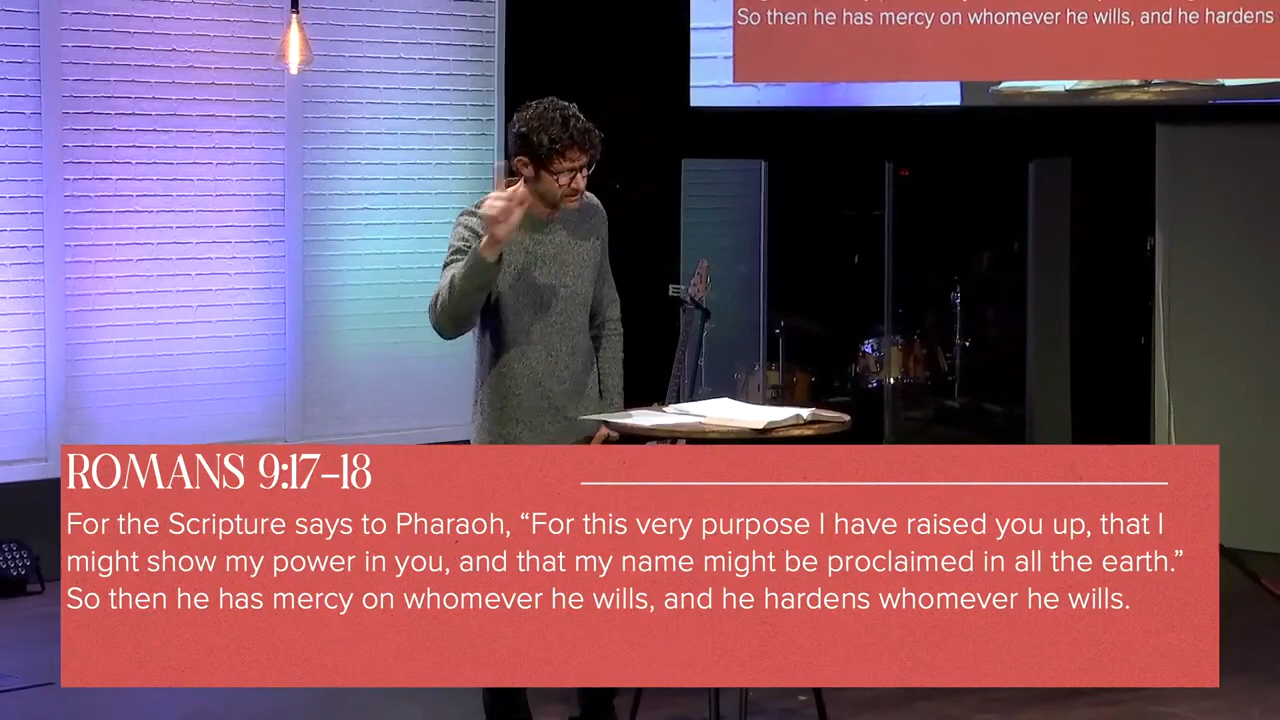 So then he has mercy on whomever he wills, and he hardens
ROMANS 9:17–18
For the Scripture says to Pharaoh, “For this very purpose I have raised you up, that I
might show my power in you, and that my name might be proclaimed in all the earth.”
So then he has mercy on whomever he wills, and he hardens whomever he wills.